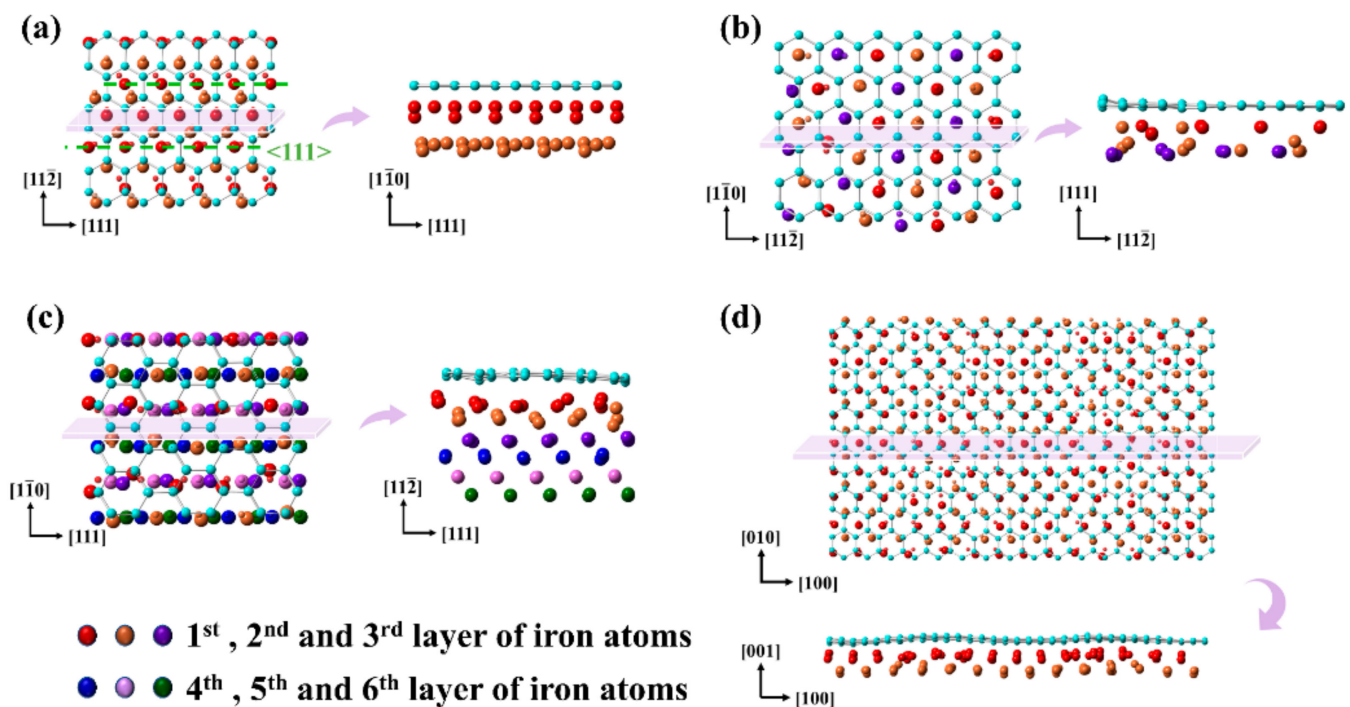 (a)
<111>
[112̄]
[111]
[11̄0]
[111]
(b)
[11̄0]
[112̄]
[111]
[112̄]
(c)
[11̄0]
[111]
[112̄]
[111]
(d)
[010]
[100]
[001]
[100]
1st , 2nd and 3rd layer of iron atoms
4th , 5th and 6th layer of iron atoms